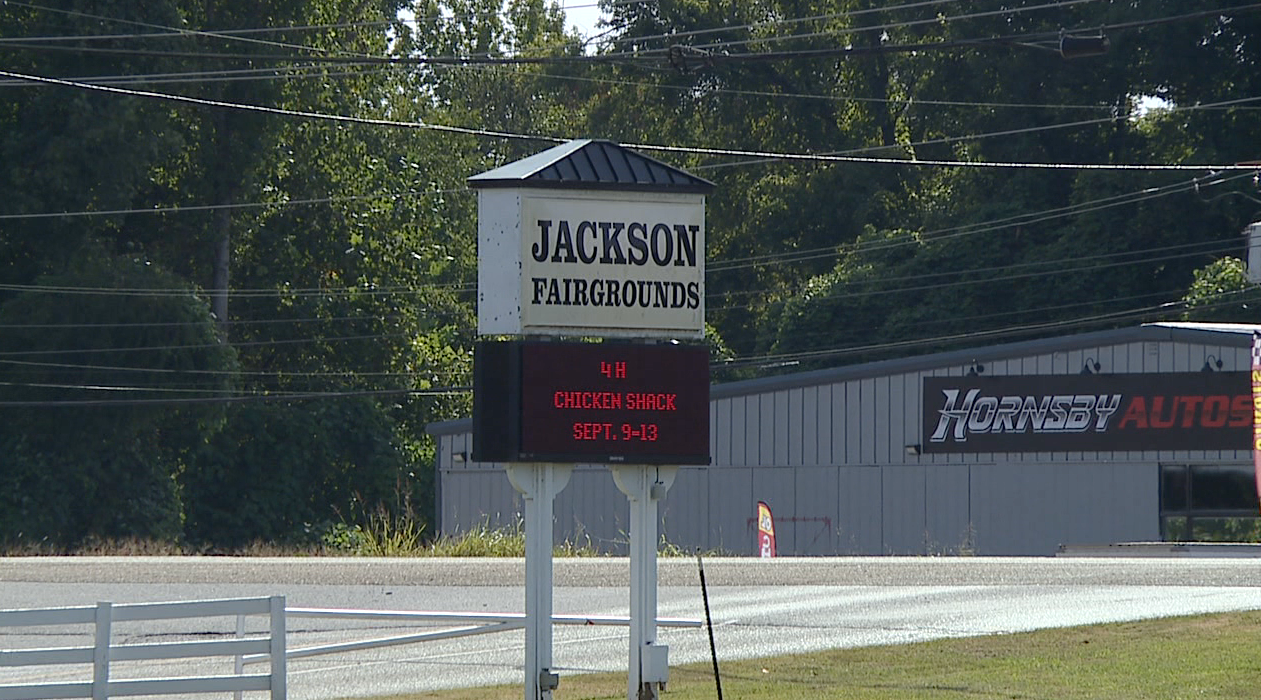 JACKSON
FAIRGROUNDS
4 H
CHICKEN SHACK
SEPT. 9-13
HORNSBY AUTOS